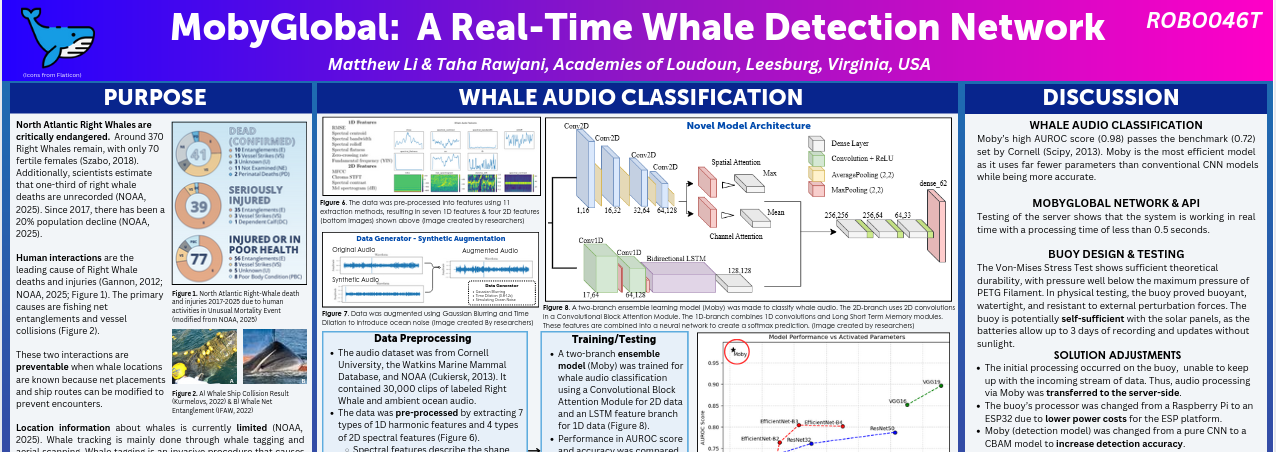 MobyGlobal: A Real-Time Whale Detection Network
ROBO046T
Matthew Li & Taha Rawjani, Academies of Loudoun, Leesburg, Virginia, USA
(Icons from Flaticon)
PURPOSE
North Atlantic Right Whales are
critically endangered. Around 370
Right Whales remain, with only 70
fertile females (Szabo, 2018).
Additionally, scientists estimate
that one-third of right whale
deaths are unrecorded (NOAA,
2025). Since 2017, there has been a
20% population decline (NOAA,
2025).
Human interactions are the
leading cause of Right Whale
deaths and injuries (Gannon, 2012;
NOAA, 2025; Figure 1). The primary
causes are fishing net
entanglements and vessel
collisions (Figure 2).
These two interactions are
preventable when whale locations
are known because net placements
and ship routes can be modified to
prevent encounters.
Location information about whales is currently limited (NOAA,
2025). Whale tracking is mainly done through whale tagging and
aerial scanning. Whale tagging is an invasive procedure that causes
41
DEAD
(CONFIRMED)
10 Entanglements (E)
15 Vessel Strikes (VS)
3 Unknown (U)
11 Not Examined (NE)
2 Perinatal Deaths (PD)
39
SERIOUSLY
INJURED
35 Entanglements (E)
3 Vessel Strikes (VS)
1 Dependent Calf (DC)
77
INJURED OR IN
POOR HEALTH
56 Entanglements (E)
8 Vessel Strikes (VS)
5 Unknown (U)
8 Poor Body Condition (PBC)
Figure 1. North Atlantic Right-Whale death
and injuries 2017-2025 due to human
activities in Unusual Mortality Event
(modified from NOAA, 2025)
A
B
Figure 2. A) Whale Ship Collision Result
(Kurmelovs, 2022) & B) Whale Net
Entanglement (IFAW, 2022)
WHALE AUDIO CLASSIFICATION
1D Features
RMSE
Spectral centroid
Spectral bandwidth
Spectral rolloff
Spectral flatness
Zero-crossing rate
Fundamental frequency (YIN)
2D Features
MFCC
Chroma STFT
Spectral contrast
Mel spectrogram (dB)
Figure 6. The data was pre-processed into features using 11
extraction methods, resulting in seven 1D features & four 2D features
(bottom images) shown above (Image created by researchers)
Data Generator - Synthetic Augmentation
Original Audio
Augmented Audio
Synthetic Audio
Data Generator
Gaussian Blurring
Simulating Ocean Noise
Figure 7. Data was augmented using Gaussian Blurring and Time
Dilation to introduce ocean noise (Image created By researchers)
Novel Model Architecture
Conv2D
Conv2D
Conv2D
Conv2D
1,16
16,32
32,64
64,128
Spatial Attention
Max
Mean
Channel Attention
Dense Layer
Convolution + ReLU
AveragePooling (2,2)
MaxPooling (2,2)
dense_62
256,256
256,64
64,33
Conv1D
Conv1D
Bidirectional LSTM
128,128
17,64
64,128
Figure 8. A two-branch ensemble learning model (Moby) was made to classify audio. The 2D-branch uses 2D convolutions
in a Convolutional Block Attention Module. The 1D-branch combines 1D convolutions and Long Short Term Memory modules.
These features are combined into a neural network to create a softmax prediction. (Image created by researchers)
Data Preprocessing
• The audio dataset was from Cornell
University, the Watkins Marine Mammal
Database, and NOAA (Cukierski, 2013). It
contained 30,000 clips of labeled Right
Whale and ambient ocean audio.
• The data was pre-processed by extracting 7
types of 1D harmonic features and 4 types
of 2D spectral features (Figure 6).
○ Spectral features describe the shape
Training/Testing
• A two-branch ensemble
model (Moby) was trained for
whale audio classification
using a Convolutional Block
Attention Module for 2D data
and an LSTM feature branch
for 1D data (Figure 8).
• Performance in AUROC score
and accuracy was compared
Model Performance vs Activated Parameters
AUROC Score
0.95
0.90
0.85
0.80
0.75
Moby
VGG19
VGG16
EfficientNet-B3
EfficientNet-B4
ResNet50
EfficientNet-B2
ResNet32
DISCUSSION
WHALE AUDIO CLASSIFICATION
Moby's high AUROC score (0.98) passes the benchmark (0.72)
set by Cornell (Scipy, 2013). Moby is the most efficient model
as it uses far fewer parameters than conventional CNN models
while being more accurate.
MOBYGLOBAL NETWORK & API
Testing of the server shows that the system is working in real
time with a processing time of less than 0.5 seconds.
BUOY DESIGN & TESTING
The Von-Mises Stress Test shows sufficient theoretical
durability, with pressure well below the maximum pressure of
PETG Filament. In physical testing, the buoy proved buoyant,
watertight, and resistant to external perturbation forces. The
buoy is potentially self-sufficient with the solar panels, as the
batteries allow up to 3 days of recording and updates without
sunlight.
SOLUTION ADJUSTMENTS
• The initial processing occurred on the buoy, unable to keep
up with the incoming stream of data. Thus, audio processing
via Moby was transferred to the server-side.
• The buoy's processor was changed from a Raspberry Pi to an
ESP32 due to lower power costs for the ESP platform.
• Moby (detection model) was changed from a pure CNN to a
CBAM model to increase detection accuracy.